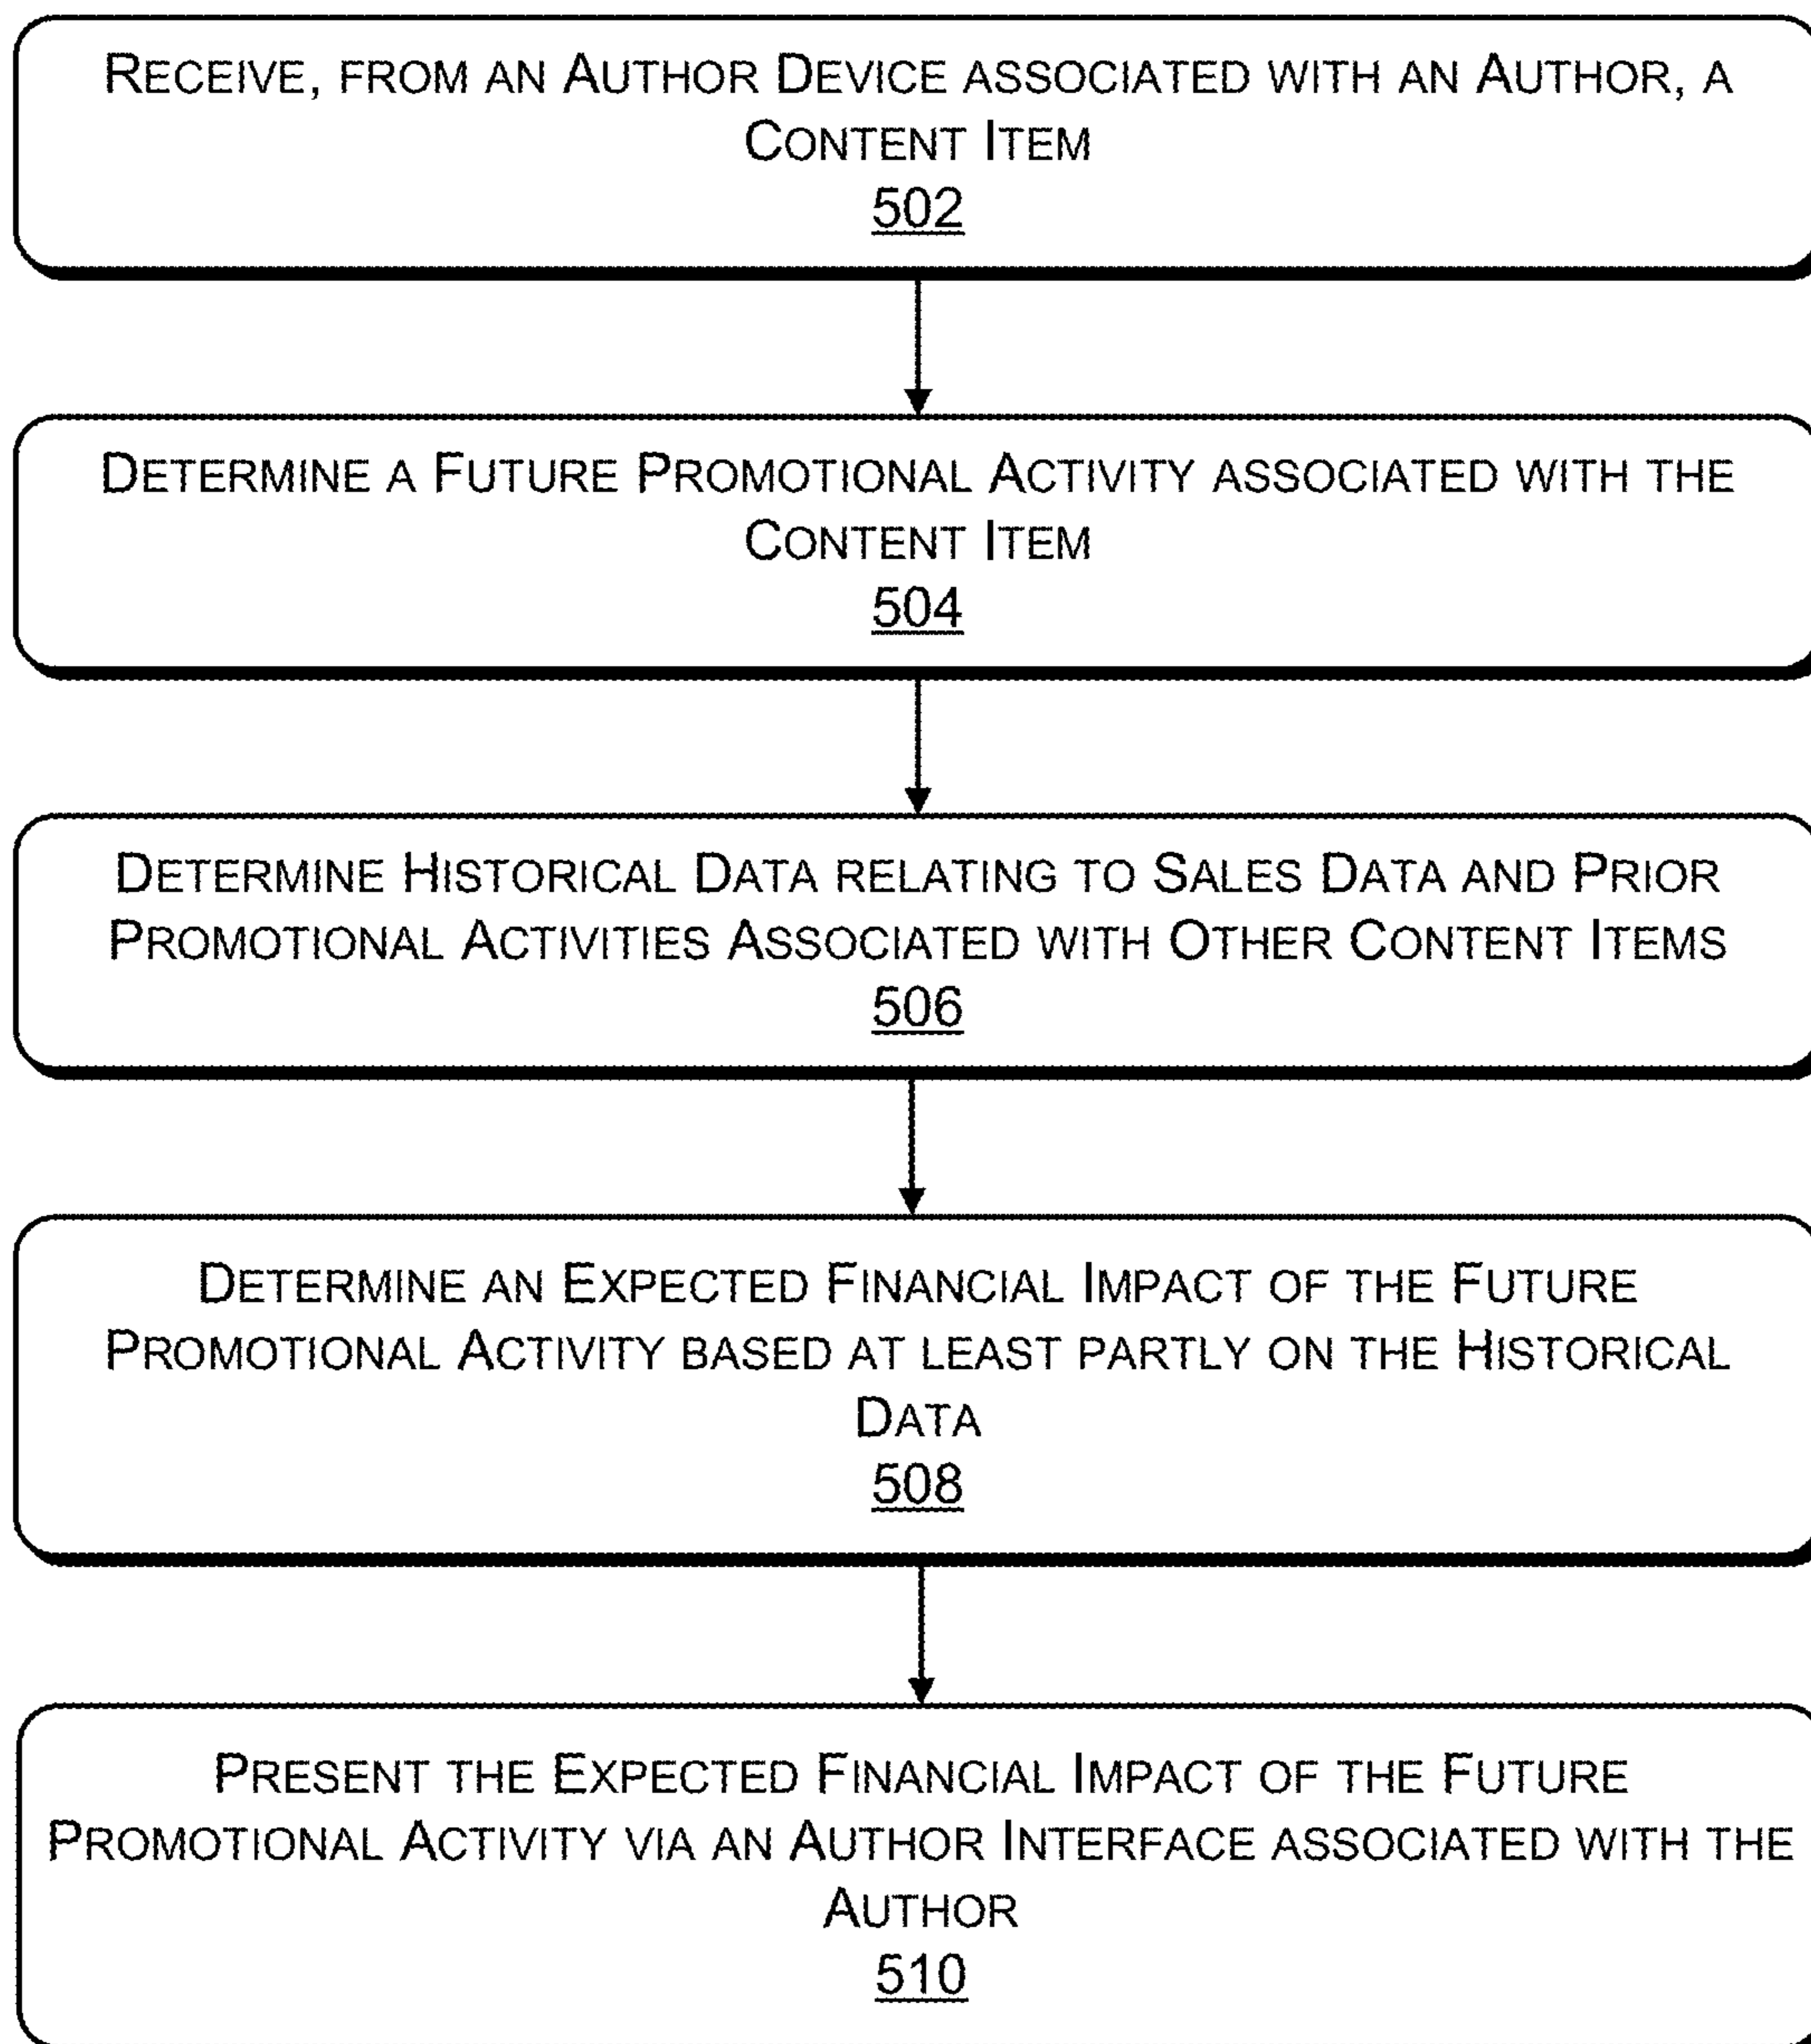 RECEIVE, FROM AN AUTHOR DEVICE ASSOCIATED WITH AN AUTHOR, A
CONTENT ITEM
502
DETERMINE A FUTURE PROMOTIONAL ACTIVITY ASSOCIATED WITH THE
CONTENT ITEM
504
DETERMINE HISTORICAL DATA RELATING TO SALES DATA AND PRIOR
PROMOTIONAL ACTIVITIES ASSOCIATED WITH OTHER CONTENT ITEMS
506
DETERMINE AN EXPECTED FINANCIAL IMPACT OF THE FUTURE
PROMOTIONAL ACTIVITY BASED AT LEAST PARTLY ON THE HISTORICAL
DATA
508
PRESENT THE EXPECTED FINANCIAL IMPACT OF THE FUTURE
PROMOTIONAL ACTIVITY VIA AN AUTHOR INTERFACE ASSOCIATED WITH THE
AUTHOR
510